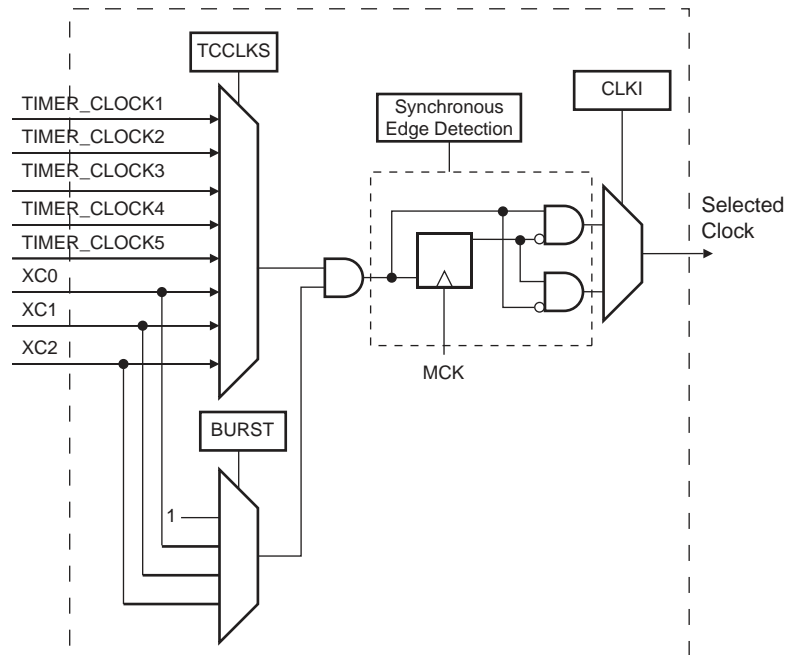 TCCLKS
TIMER_CLOCK1
TIMER_CLOCK2
TIMER_CLOCK3
TIMER_CLOCK4
TIMER_CLOCK5
XC0
XC1
XC2
Synchronous
Edge Detection
CLKI
Selected
Clock
MCK
BURST
1